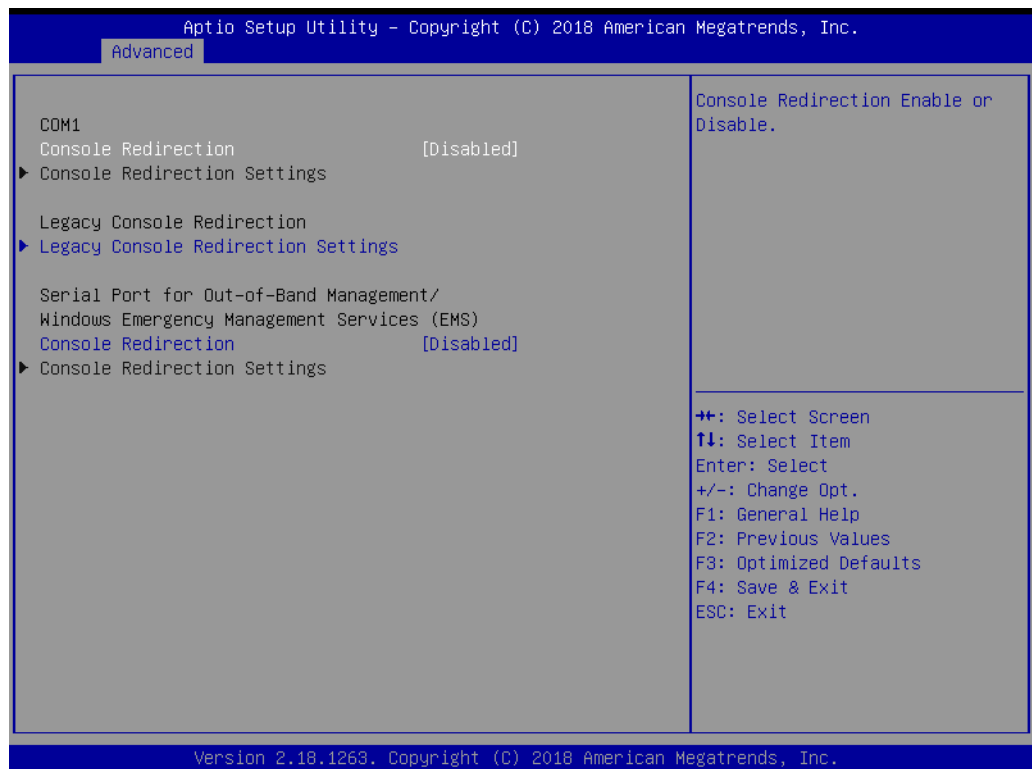 Aptio Setup Utility – Copyright (C) 2018 American Megatrends, Inc.
Advanced
COM1
Console Redirection [Disabled]
▶ Console Redirection Settings
Legacy Console Redirection
▶ Legacy Console Redirection Settings
Serial Port for Out-of-Band Management/
Windows Emergency Management Services (EMS)
Console Redirection [Disabled]
▶ Console Redirection Settings
Console Redirection Enable or
Disable.
→←: Select Screen
↑↓: Select Item
Enter: Select
+/-: Change Opt.
F1: General Help
F2: Previous Values
F3: Optimized Defaults
F4: Save & Exit
ESC: Exit
Version 2.18.1263. Copyright (C) 2018 American Megatrends, Inc.